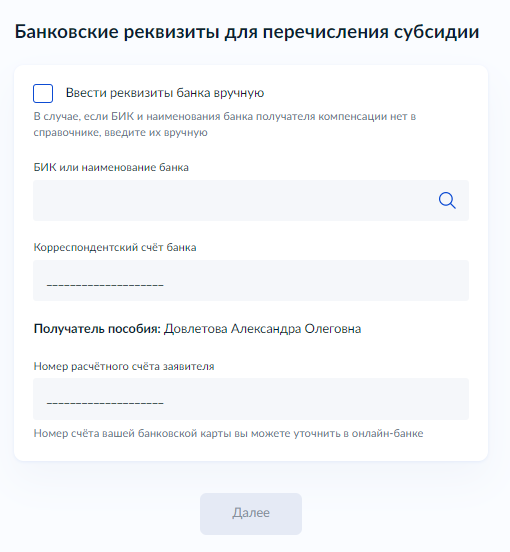 Банковские реквизиты для перечисления субсидии
Ввести реквизиты банка вручную
В случае, если БИК и наименования банка получателя компенсации нет в
справочнике, введите их вручную
БИК или наименование банка
Корреспондентский счёт банка
____________________
Получатель пособия: Довлетова Александра Олеговна
Номер расчётного счёта заявителя
____________________
Номер счёта вашей банковской карты вы можете уточнить в онлайн-банке
Далее